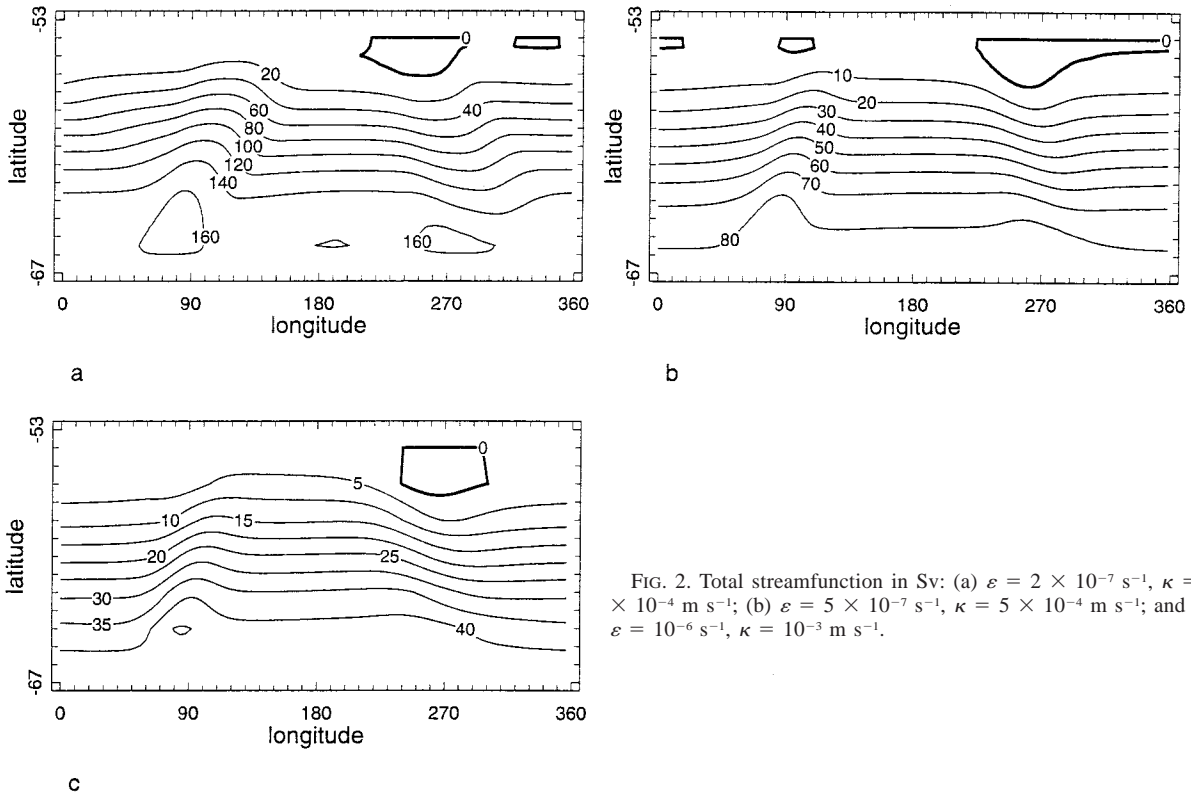 -53
0
20
60
40
80
100
120
140
160
160
-67
0 90 180 270 360
latitude
longitude
a
-53
0
10
20
30
40
50
60
70
80
-67
0 90 180 270 360
latitude
longitude
b
-53
0
5
10 15
20 25
30
35
40
-67
0 90 180 270 360
latitude
longitude
c
FIG. 2. Total streamfunction in Sv: (a) ε = 2 × 10⁻⁷ s⁻¹, κ =
× 10⁻⁴ m s⁻¹; (b) ε = 5 × 10⁻⁷ s⁻¹, κ = 5 × 10⁻⁴ m s⁻¹; and
ε = 10⁻⁶ s⁻¹, κ = 10⁻³ m s⁻¹.